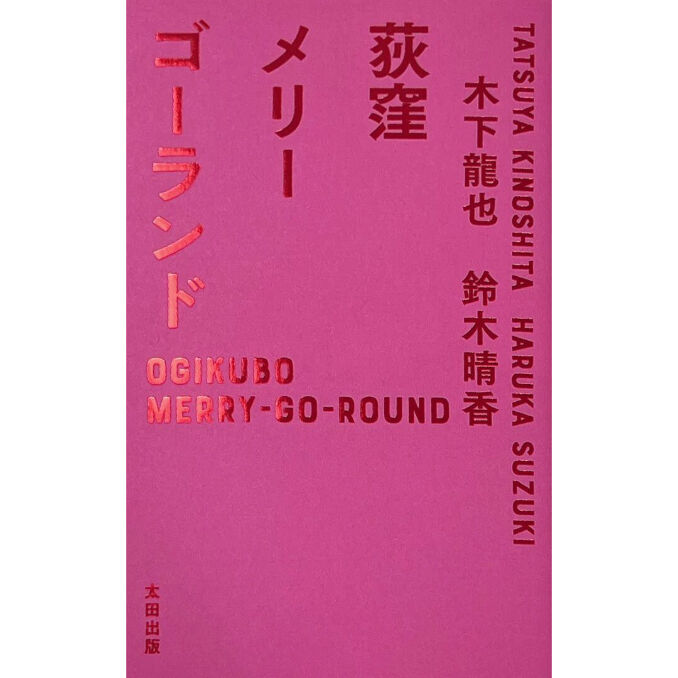 荻窪
メリー
ゴーランド
OGIKUBO
MERRY-GO-ROUND
木下龍也 鈴木晴香
TATSUYA KINOSHITA HARUKA SUZUKI
太田出版